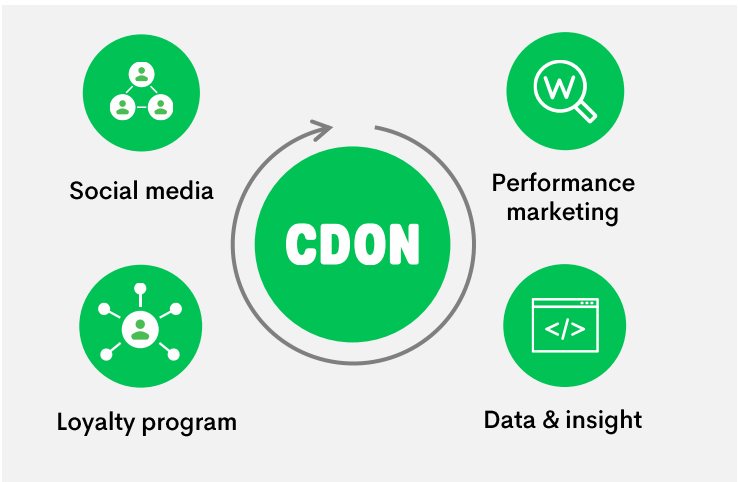 Social media
W
Performance
marketing
CDON
Loyalty program
</>
Data & insight